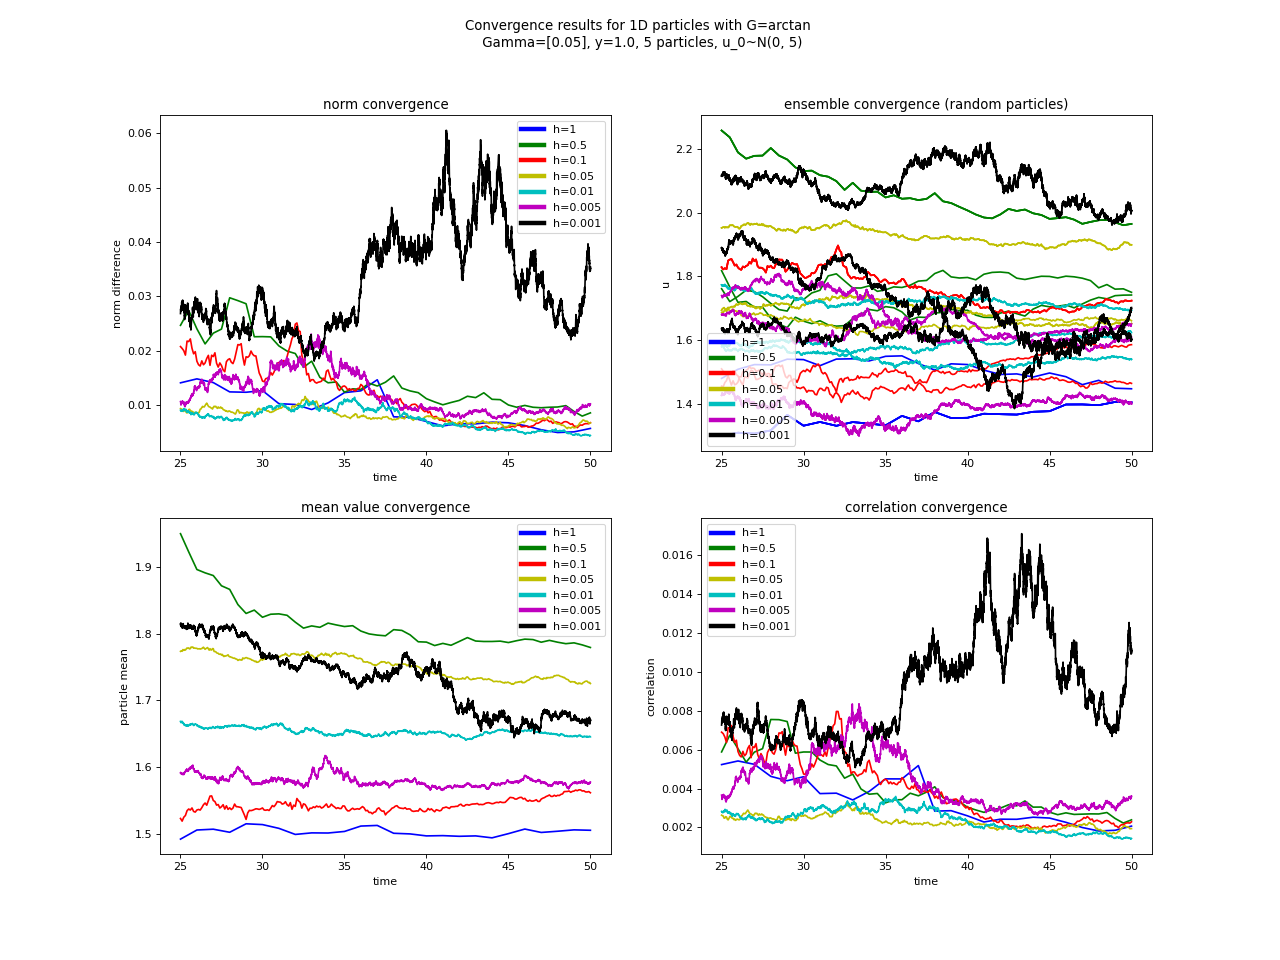 Convergence results for 1D particles with G=arctan
Gamma=[0.05], y=1.0, 5 particles, u_0~N(0, 5)
norm convergence
norm difference
0.06
0.05
0.04
0.03
0.02
0.01
h=1
h=0.5
h=0.1
h=0.05
h=0.01
h=0.005
h=0.001
25
30
35
40
45
50
time
ensemble convergence (random particles)
u
2.2
2.0
1.8
1.6
1.4
h=1
h=0.5
h=0.1
h=0.05
h=0.01
h=0.005
h=0.001
25
30
35
40
45
50
time
mean value convergence
particle mean
1.9
1.8
1.7
1.6
1.5
h=1
h=0.5
h=0.1
h=0.05
h=0.01
h=0.005
h=0.001
25
30
35
40
45
50
time
correlation convergence
correlation
0.016
0.014
0.012
0.010
0.008
0.006
0.004
0.002
h=1
h=0.5
h=0.1
h=0.05
h=0.01
h=0.005
h=0.001
25
30
35
40
45
50
time